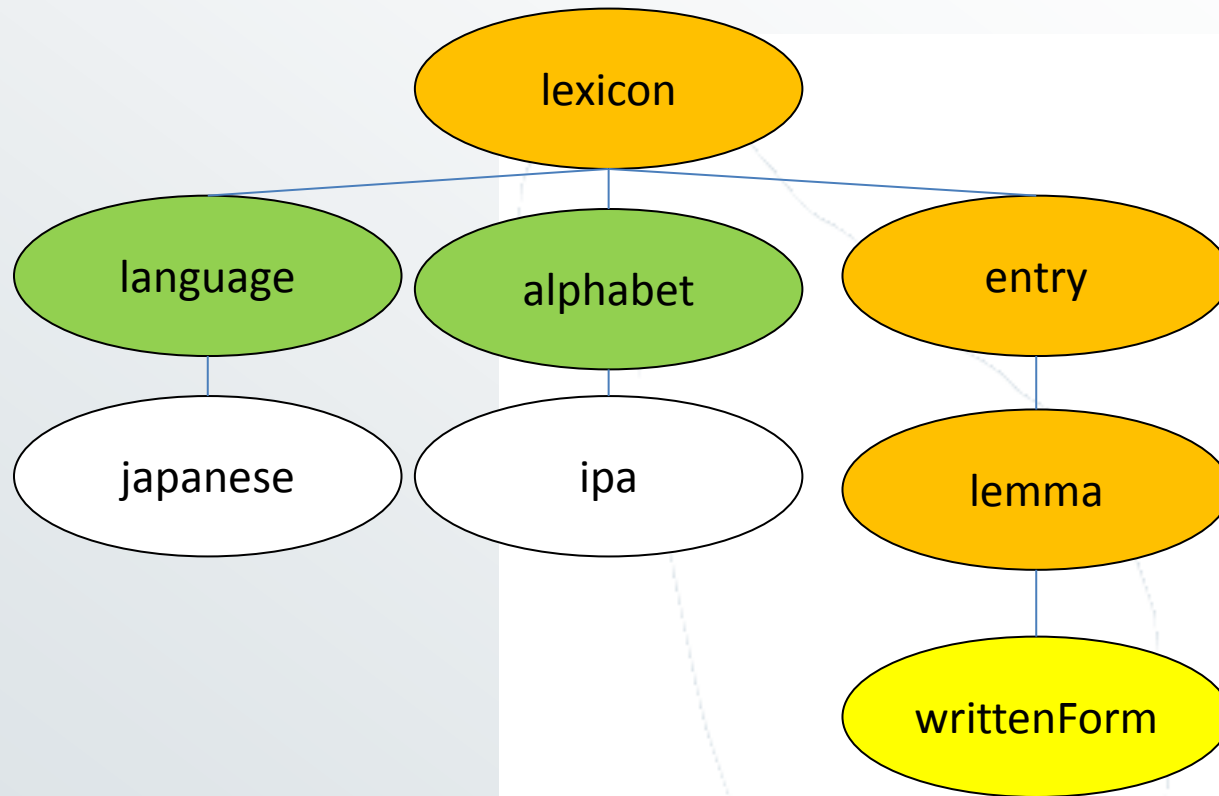 lexicon
language
alphabet
entry
japanese
ipa
lemma
writtenForm